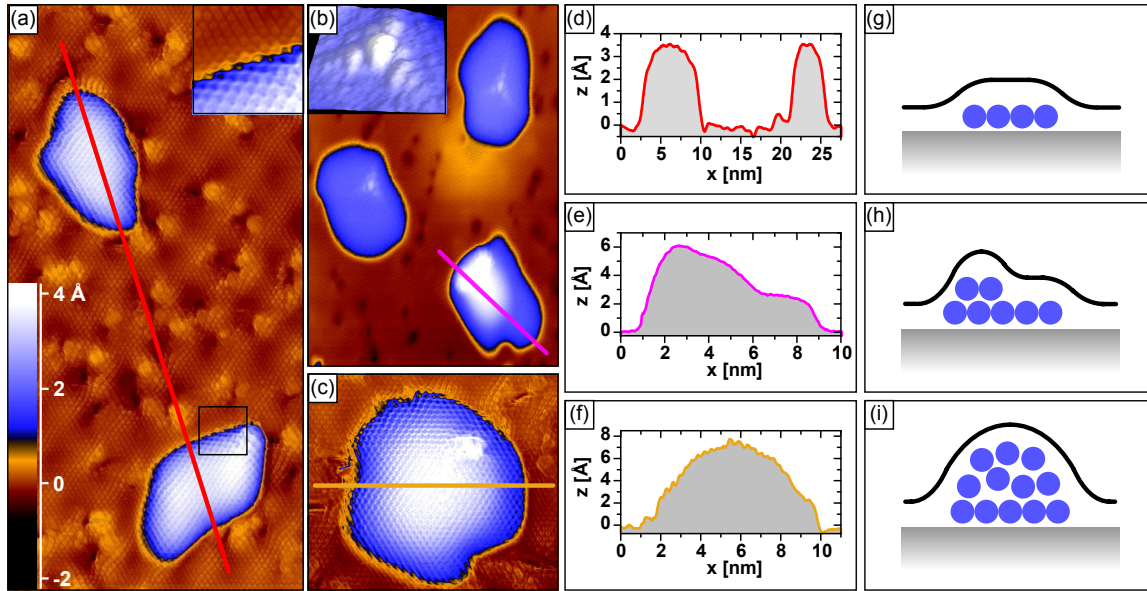 (a)
4 Å
2
0
-2
(b)
(c)
(d)
z [Å]
4
3
2
1
0
0 5 10 15 20 25
x [nm]
(e)
z [Å]
6
4
2
0
0 2 4 6 8 10
x [nm]
(f)
z [Å]
8
6
4
2
0
0 2 4 6 8 10
x [nm]
(g)
(h)
(i)